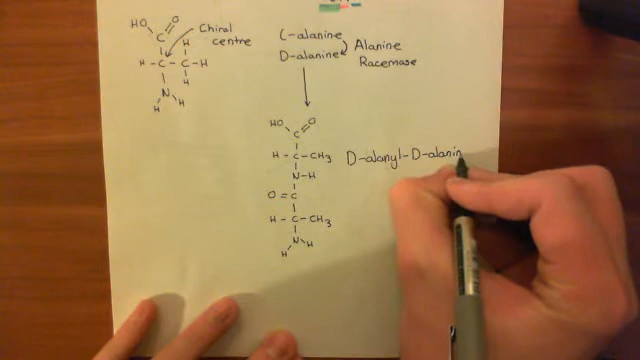 HO O
C H
H - C - C - H
H
N
H H
Chiral
centre
L-alanine
D-alanine
Alanine
Racemase
HO O
C
H - C - CH3
N - H
O = C
H - C - CH3
N
H H
D-alanyl-D-alanin